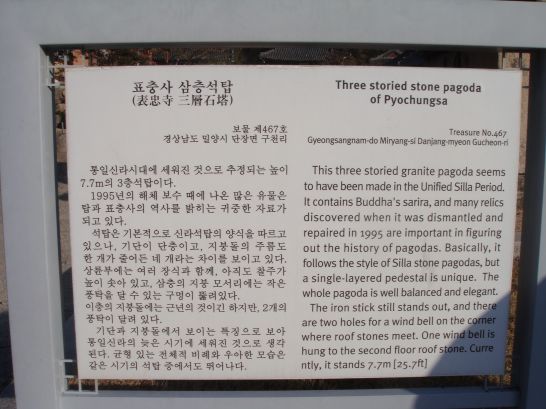 표충사 삼층석탑
(表忠寺 三層石塔)
보물 제467호
경상남도 밀양시 단장면 구천리
통일신라시대에 세워진 것으로 추정되는 높이
7.7m의 3층석탑이다.
1995년의 해체 보수 때에 나온 많은 유물은
탑과 표충사의 역사를 밝히는 귀중한 자료가
되고 있다.
석탑은 기본적으로 신라석탑의 양식을 따르고
있으나, 기단이 단층이고, 지붕돌의 주름도
한 개가 줄어든 네 개라는 차이를 보이고 있다.
상륜부에는 여러 장식과 함께, 아직도 찰주가
높이 솟아 있고, 삼층의 지붕 모서리에는 작은
풍탁을 달 수 있는 구멍이 뚫려있다.
이층의 지붕돌에는 근년의 것이긴 하지만, 2개의
풍탁이 달려 있다.
기단과 지붕돌에서 보이는 특징으로 보아
통일신라의 늦은 시기에 세워진 것으로 생각
된다. 균형 있는 전체적 비례와 우아한 모습은
같은 시기의 석탑 중에서도 뛰어나다.
Three storied stone pagoda
of Pyochungsa
Treasure No.467
Gyeongsangnam-do Miryang-si Danjang-myeon Gucheon-ri
This three storied granite pagoda seems
to have been made in the Unified Silla Period.
It contains Buddha's sarira, and many relics
discovered when it was dismantled and
repaired in 1995 are important in figuring
out the history of pagodas. Basically, it
follows the style of Silla stone pagodas, but
a single-layered pedestal is unique. The
whole pagoda is well balanced and elegant.
The iron stick still stands out, and there
are two holes for a wind bell on the corner
where roof stones meet. One wind bell is
hung to the second floor roof stone. Curre
ntly, it stands 7.7m [25.7ft]